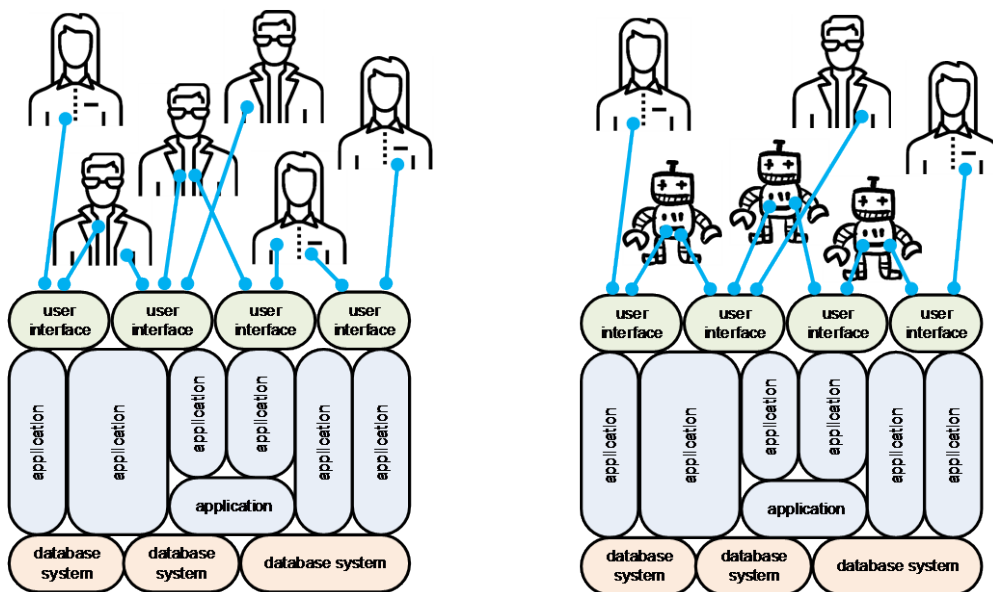 user
interface
user
interface
user
interface
user
interface
application
application
application
application
application
application
application
database
system
database
system
database system
user
interface
user
interface
user
interface
user
interface
application
application
application
application
application
application
application
database
system
database
system
database system